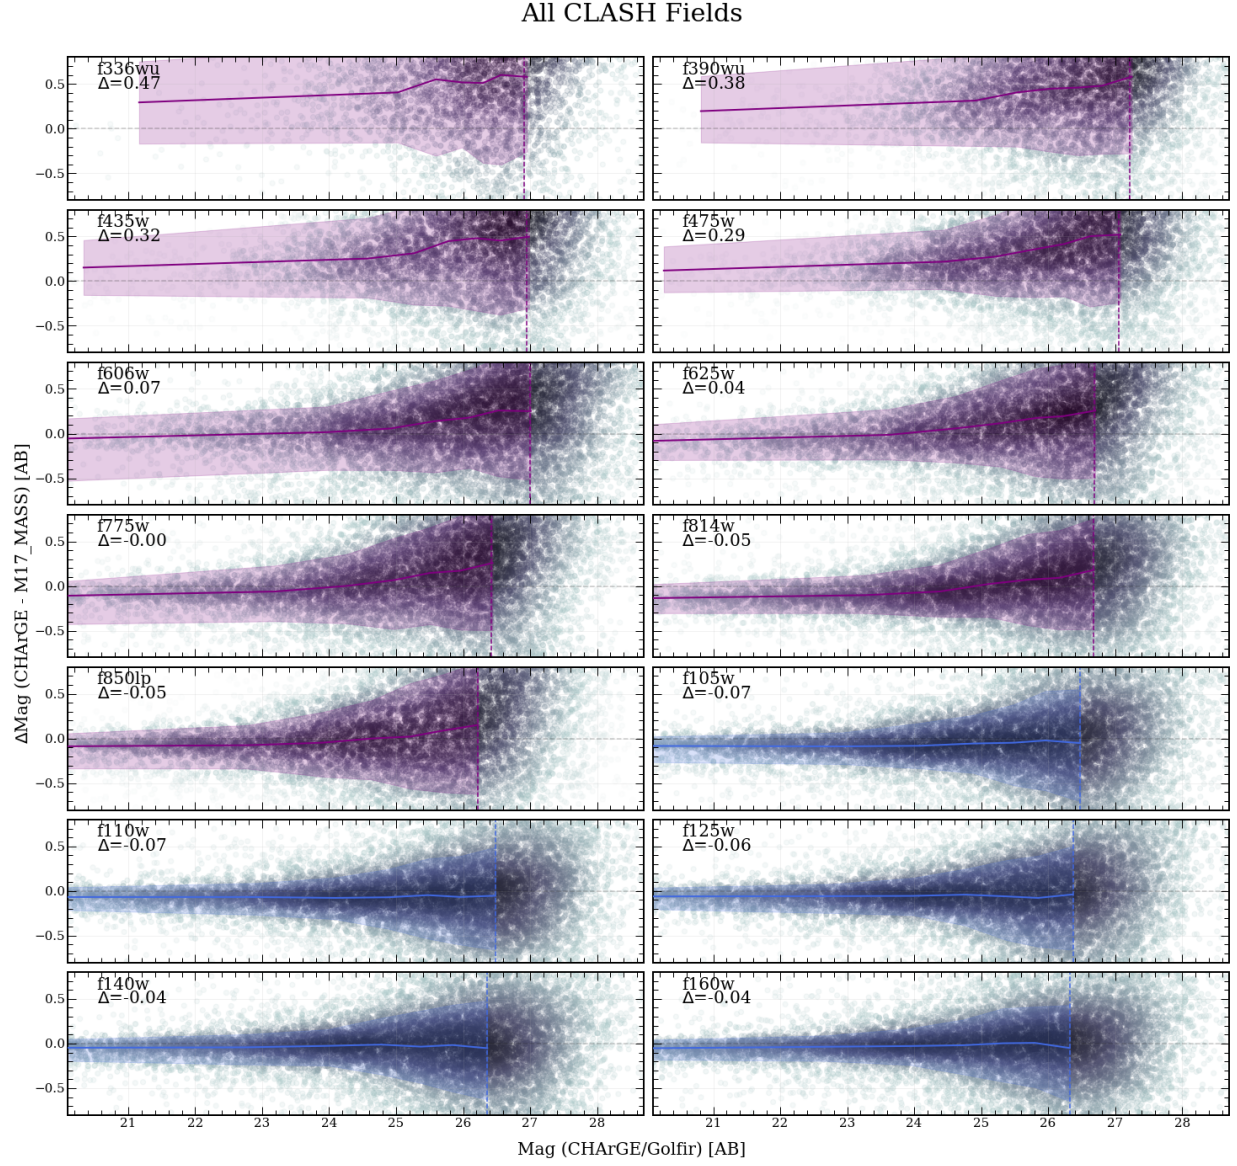 All CLASH Fields
f336wu
Δ=0.47
f390wu
Δ=0.38
0.5
0.0
−0.5
f435w
Δ=0.32
f475w
Δ=0.29
0.5
0.0
−0.5
f606w
Δ=0.07
f625w
Δ=0.04
0.5
0.0
−0.5
f775w
Δ=-0.00
f814w
Δ=-0.05
0.5
0.0
−0.5
f850lp
Δ=-0.05
f105w
Δ=-0.07
0.5
0.0
−0.5
f110w
Δ=-0.07
f125w
Δ=-0.06
0.5
0.0
−0.5
f140w
Δ=-0.04
f160w
Δ=-0.04
0.5
0.0
−0.5
21 22 23 24 25 26 27 28 21 22 23 24 25 26 27 28
ΔMag (CHArGE - M17_MASS) [AB]
Mag (CHArGE/Golfir) [AB]